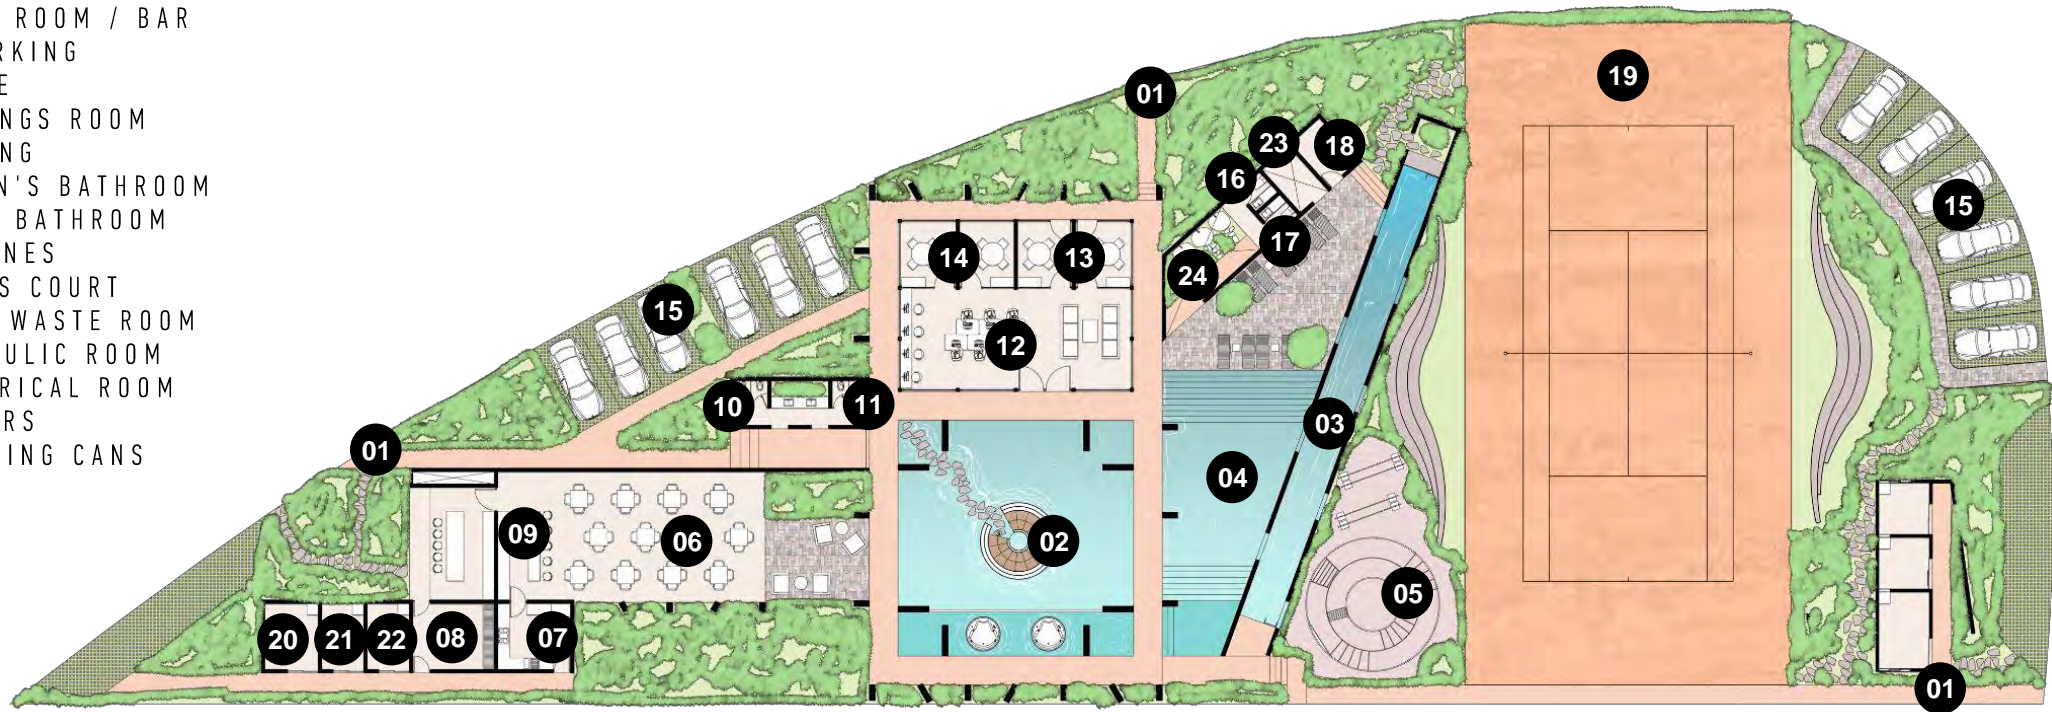 ROOM / BAR
RKING
E
NGS ROOM
NG
N'S BATHROOM
BATHROOM
NES
S COURT
WASTE ROOM
ULIC ROOM
RICAL ROOM
RS
ING CANS
01
19
23
18
16
15
17
14
13
24
15
12
10
11
03
01
04
09
06
02
05
20
21
22
08
07
01